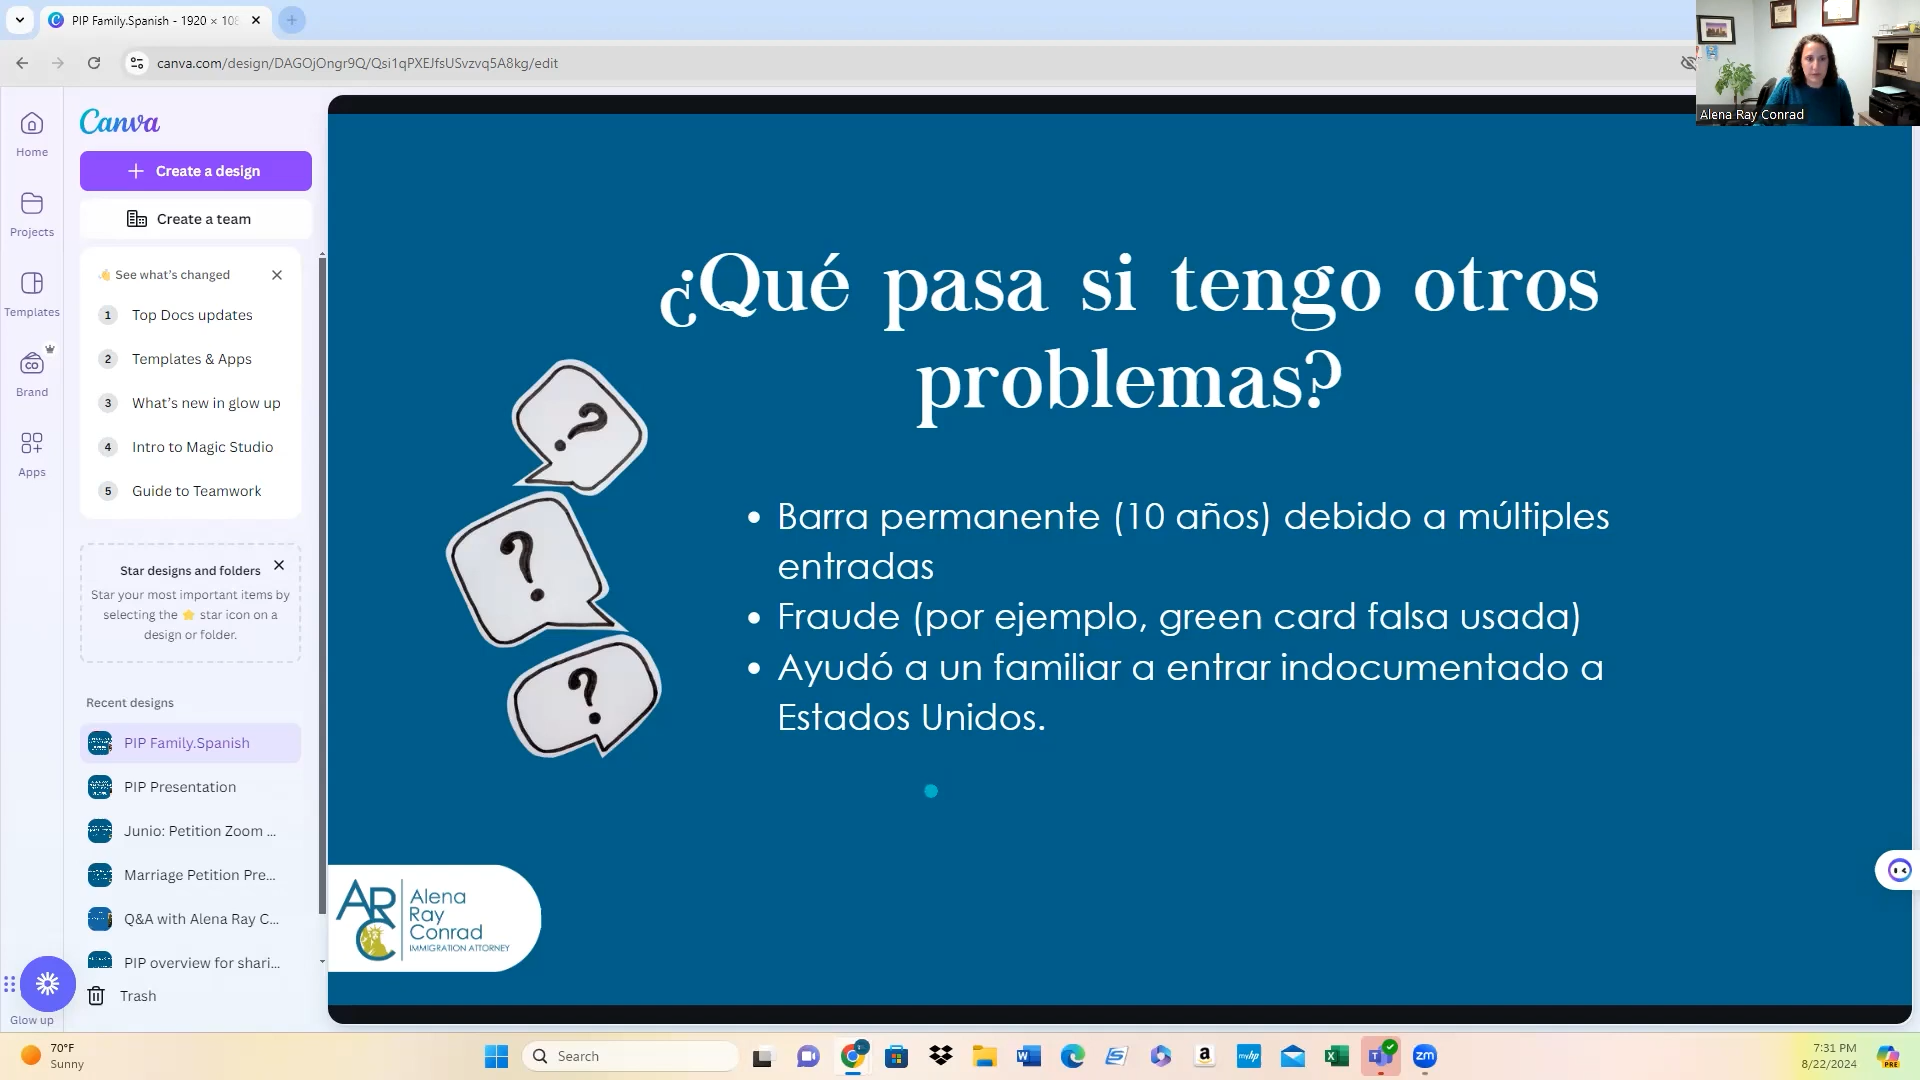 PIP Family.Spanish - 1920 × 108
canva.com/design/DAGOjOngr9Q/Qsi1qPXEJfsUSvzvq5A8kg/edit
Alena Ray Conrad
Home
Projects
Templates
Brand
Apps
Glow up
Canva
Create a design
Create a team
See what's changed
1 Top Docs updates
2 Templates & Apps
3 What's new in glow up
4 Intro to Magic Studio
5 Guide to Teamwork
Star designs and folders
Star your most important items by
selecting the ⭐ star icon on a
design or folder.
Recent designs
PIP Family.Spanish
PIP Presentation
Junio: Petition Zoom ...
Marriage Petition Pre...
Q&A with Alena Ray C...
PIP overview for shari...
Trash
¿Qué pasa si tengo otros
problemas?
?
?
?
• Barra permanente (10 años) debido a múltiples
entradas
• Fraude (por ejemplo, green card falsa usada)
• Ayudó a un familiar a entrar indocumentado a
Estados Unidos.
ARC
Alena
Ray
Conrad
IMMIGRATION ATTORNEY
70°F
Sunny
Search
7:31 PM
8/22/2024